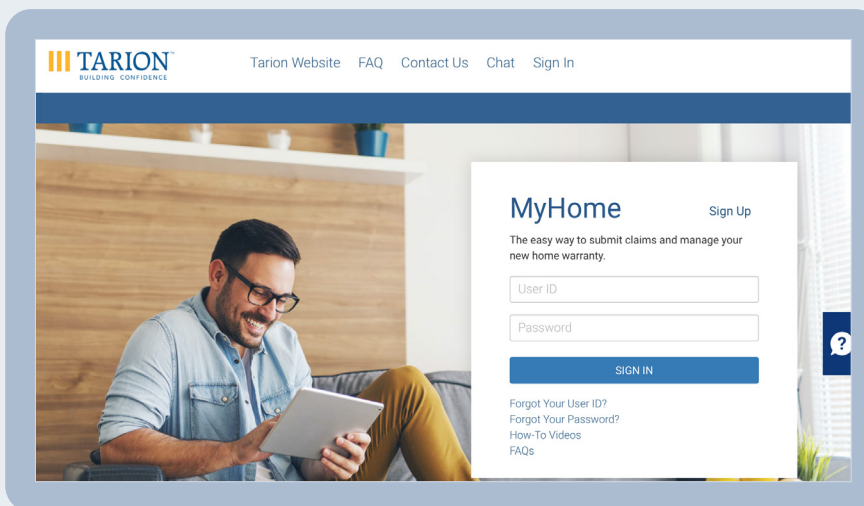 TARION™
BUILDING CONFIDENCE
Tarion Website FAQ Contact Us Chat Sign In
MyHome
Sign Up
The easy way to submit claims and manage your
new home warranty.
User ID
Password
SIGN IN
Forgot Your User ID?
Forgot Your Password?
How-To Videos
FAQs
?